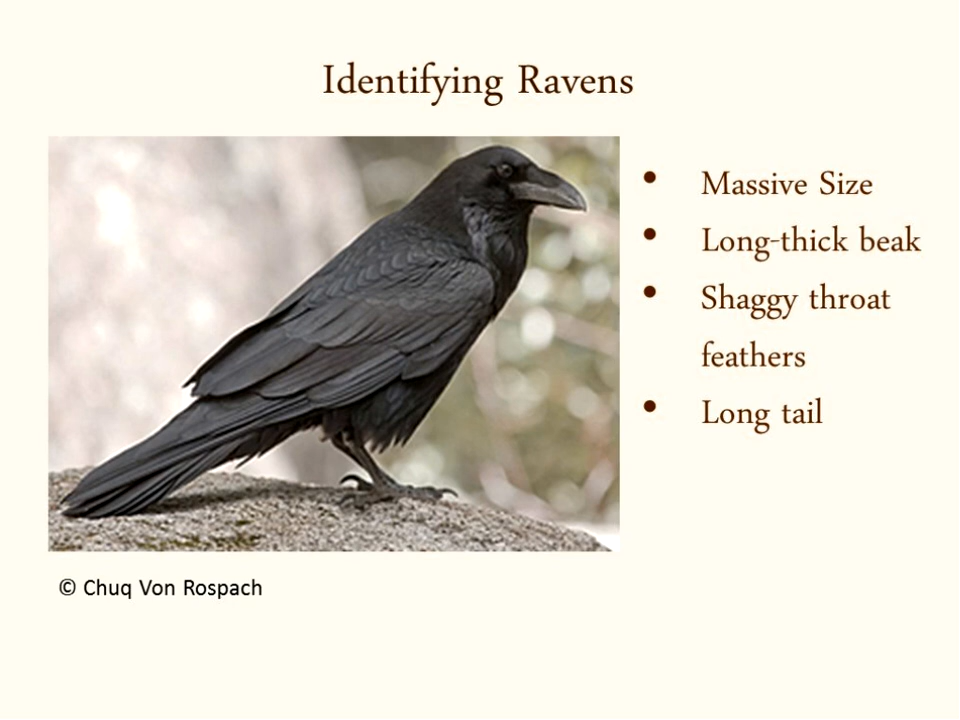 Identifying Ravens
• Massive Size
• Long-thick beak
• Shaggy throat
feathers
• Long tail
© Chuq Von Rospach